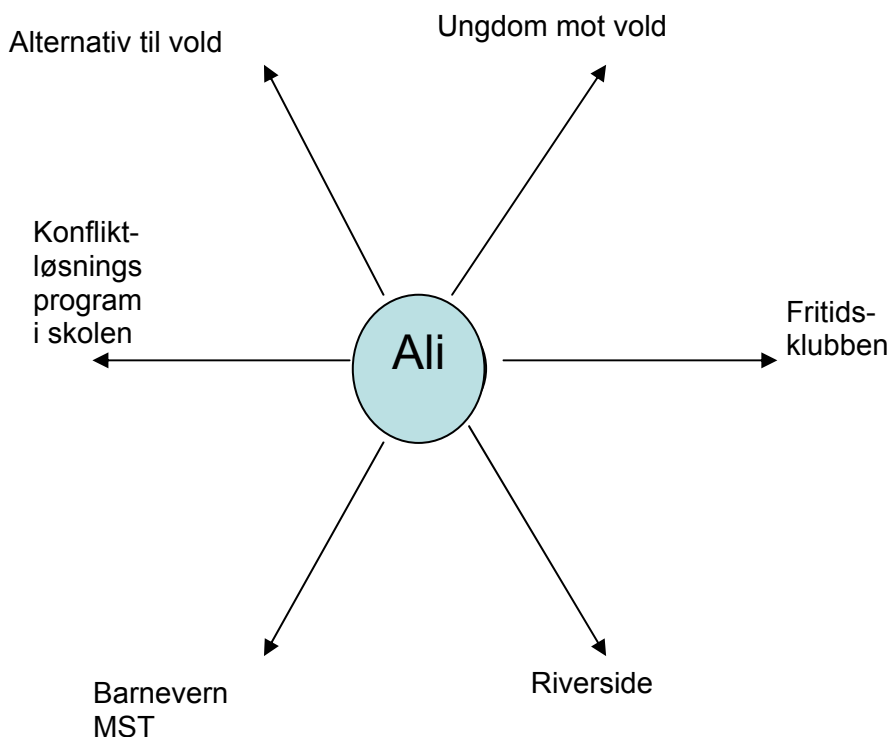 Alternativ til vold
Ungdom mot vold
Konflikt-
løsnings
program
i skolen
Ali
Fritids-
klubben
Barnevern
MST
Riverside